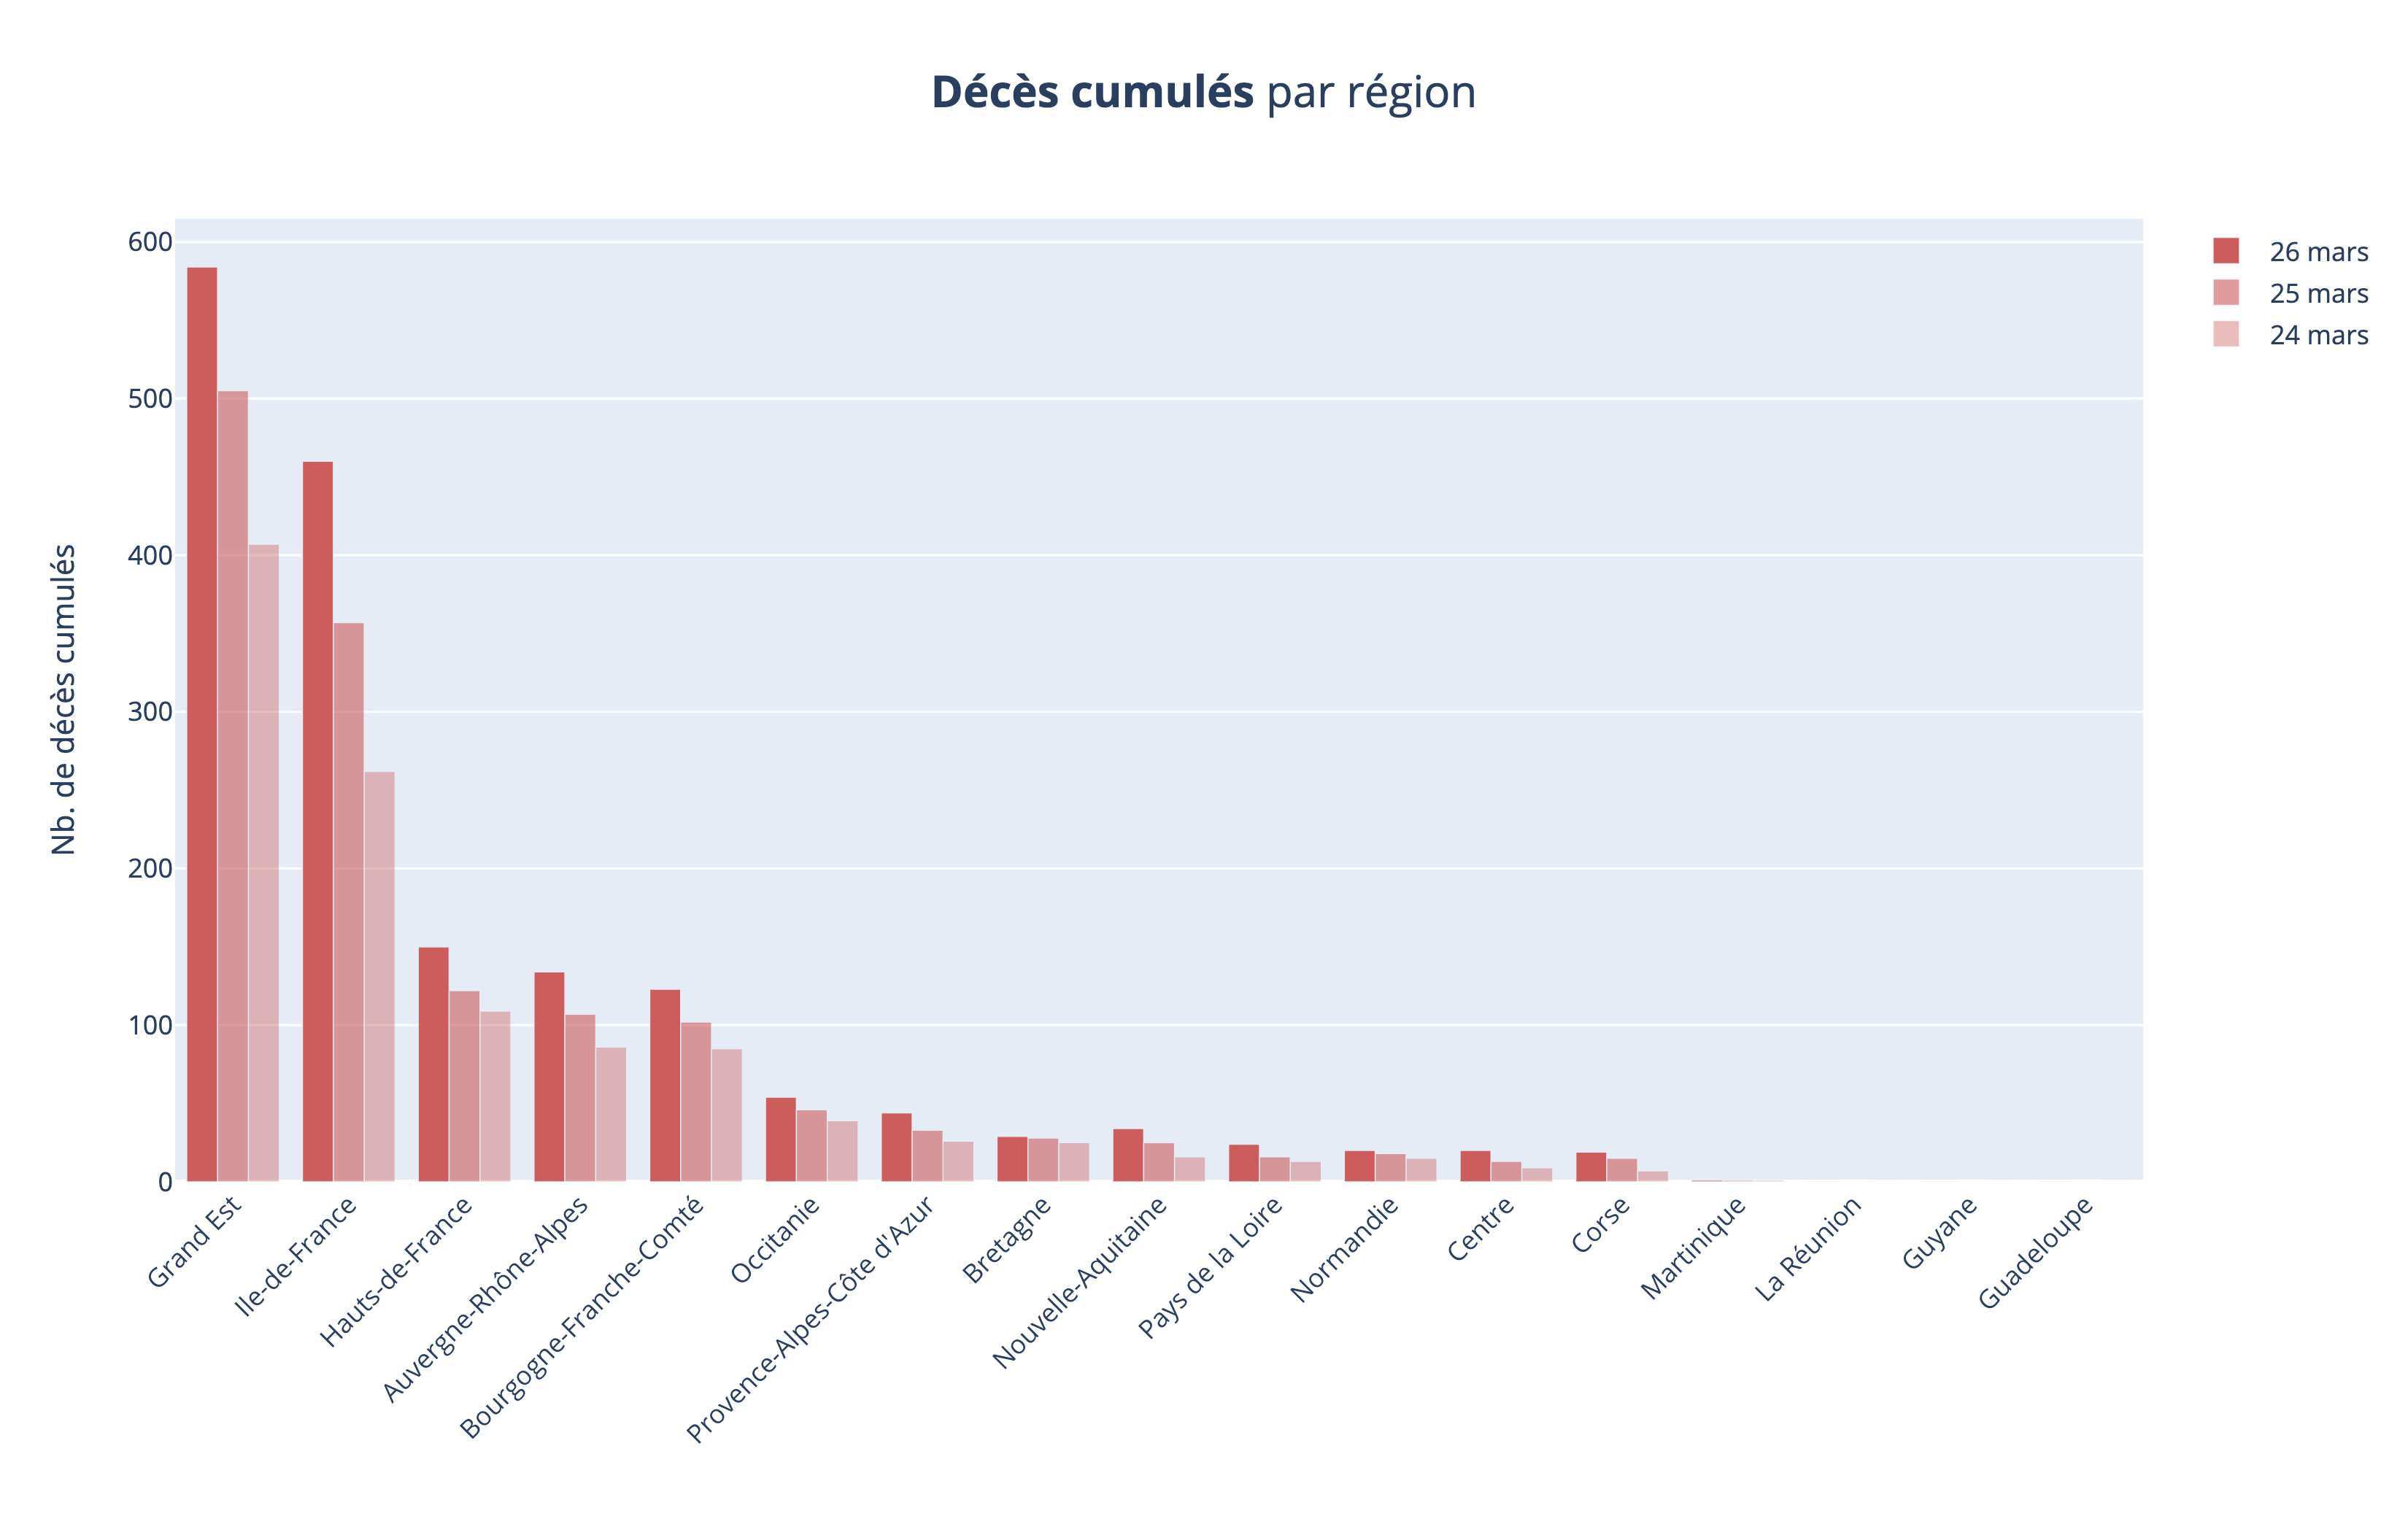 Décès cumulés par région
26 mars
25 mars
24 mars
Nb. de décès cumulés
600
500
400
300
200
100
0
Grand Est
Ile-de-France
Hauts-de-France
Auvergne-Rhône-Alpes
Bourgogne-Franche-Comté
Occitanie
Provence-Alpes-Côte d'Azur
Bretagne
Nouvelle-Aquitaine
Pays de la Loire
Normandie
Centre
Corse
Martinique
La Réunion
Guyane
Guadeloupe